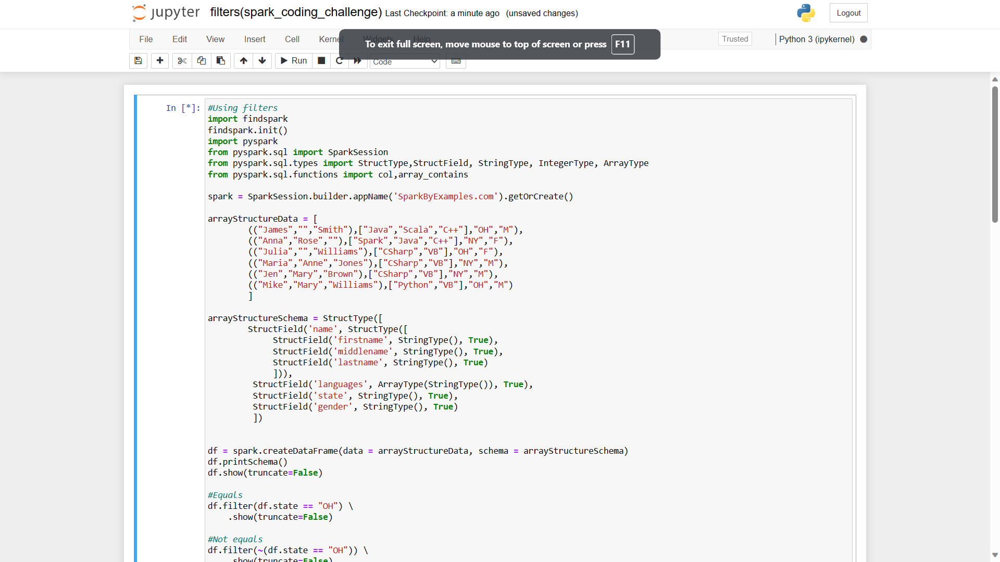 jupyter filters(spark_coding_challenge) Last Checkpoint: a minute ago (unsaved changes)
Logout
File Edit View Insert Cell Kernel Widgets Help
Trusted
Python 3 (ipykernel)
To exit full screen, move mouse to top of screen or press F11
Run
Code
In [*]:
#Using filters
import findspark
findspark.init()
import pyspark
from pyspark.sql import SparkSession
from pyspark.sql.types import StructType,StructField, StringType, IntegerType, ArrayType
from pyspark.sql.functions import col,array_contains
spark = SparkSession.builder.appName('SparkByExamples.com').getOrCreate()
arrayStructureData = [
(("James","","Smith"),["Java","Scala","C++"],"OH","M"),
(("Anna","Rose",""),["Spark","Java","C++"],"NY","F"),
(("Julia","","Williams"),["CSharp","VB"],"OH","F"),
(("Maria","Anne","Jones"),["CSharp","VB"],"NY","M"),
(("Jen","Mary","Brown"),["CSharp","VB"],"NY","M"),
(("Mike","Mary","Williams"),["Python","VB"],"OH","M")
]
arrayStructureSchema = StructType([
StructField('name', StructType([
StructField('firstname', StringType(), True),
StructField('middlename', StringType(), True),
StructField('lastname', StringType(), True)
])),
StructField('languages', ArrayType(StringType()), True),
StructField('state', StringType(), True),
StructField('gender', StringType(), True)
])
df = spark.createDataFrame(data = arrayStructureData, schema = arrayStructureSchema)
df.printSchema()
df.show(truncate=False)
#Equals
df.filter(df.state == "OH") \
.show(truncate=False)
#Not equals
df.filter(~(df.state == "OH")) \
.show(truncate=False)